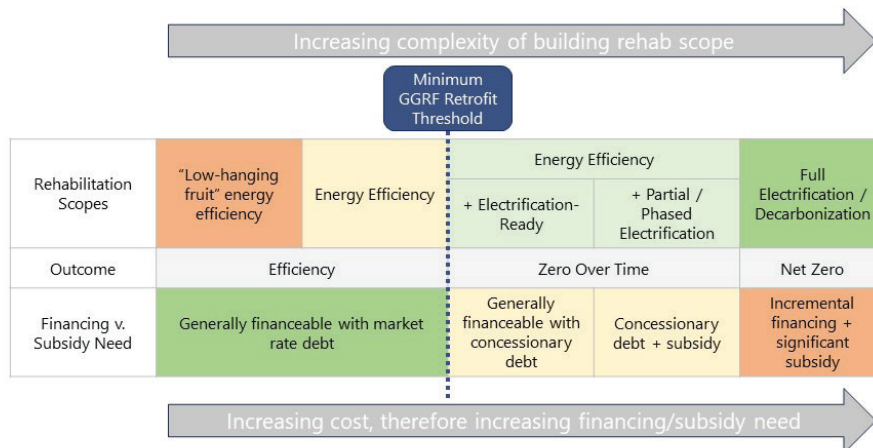 Increasing complexity of building rehab scope
Minimum
GGRF Retrofit
Threshold
Rehabilitation
Scopes
"Low-hanging
fruit" energy
efficiency
Energy Efficiency
Energy Efficiency
+ Electrification-
Ready
+ Partial /
Phased
Electrification
Full
Electrification /
Decarbonization
Outcome
Efficiency
Zero Over Time
Net Zero
Financing v.
Subsidy Need
Generally financeable with market
rate debt
Generally
financeable with
concessionary
debt
Concessionary
debt + subsidy
Incremental
financing +
significant
subsidy
Increasing cost, therefore increasing financing/subsidy need